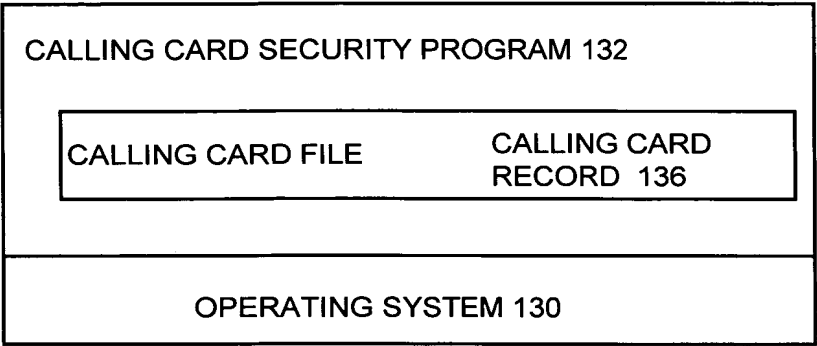 CALLING CARD SECURITY PROGRAM 132
CALLING CARD FILE
CALLING CARD
RECORD 136
OPERATING SYSTEM 130